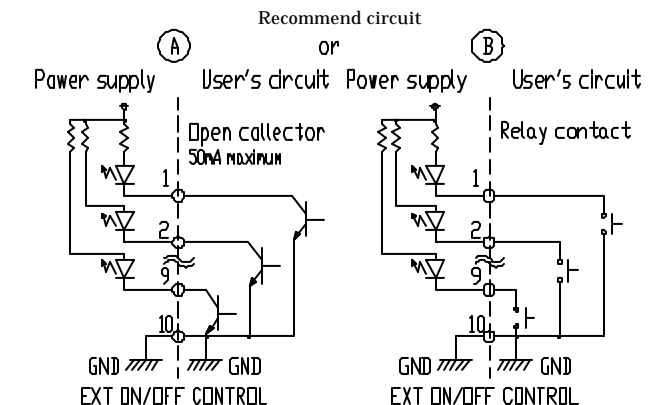 Recommend circuit
A or B
Pawer supply User's circuit Power supply User's circuit
Open callector
50mA maximum
Relay contact
1
2
9
10
GND GND
EXT ON/OFF CONTROL
1
2
9
10
GND GND
EXT ON/OFF CONTROL